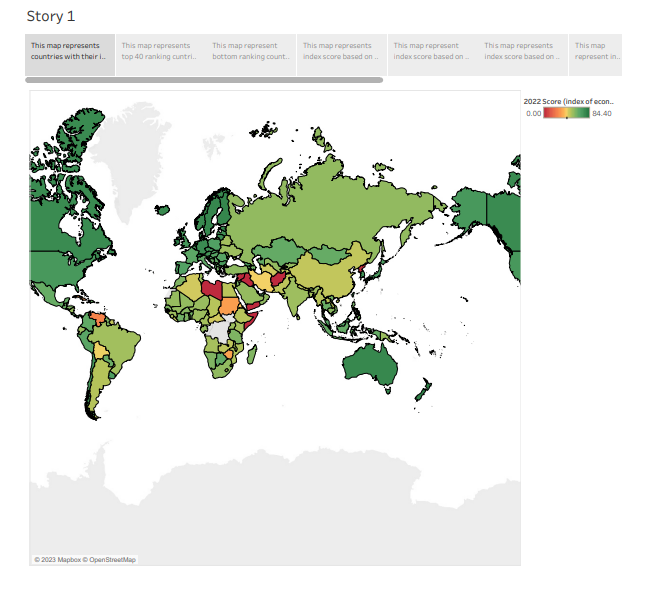 Story 1
This map represents
countries with their i..
This map represents
top 40 ranking cuntri..
This map represent
bottom ranking count..
This map represents
index score based on ..
This map represent
index score based on ..
This map represents
index score based on ..
This map
represent in..
2022 Score (index of econ..
0.00
84.40
© 2023 Mapbox © OpenStreetMap